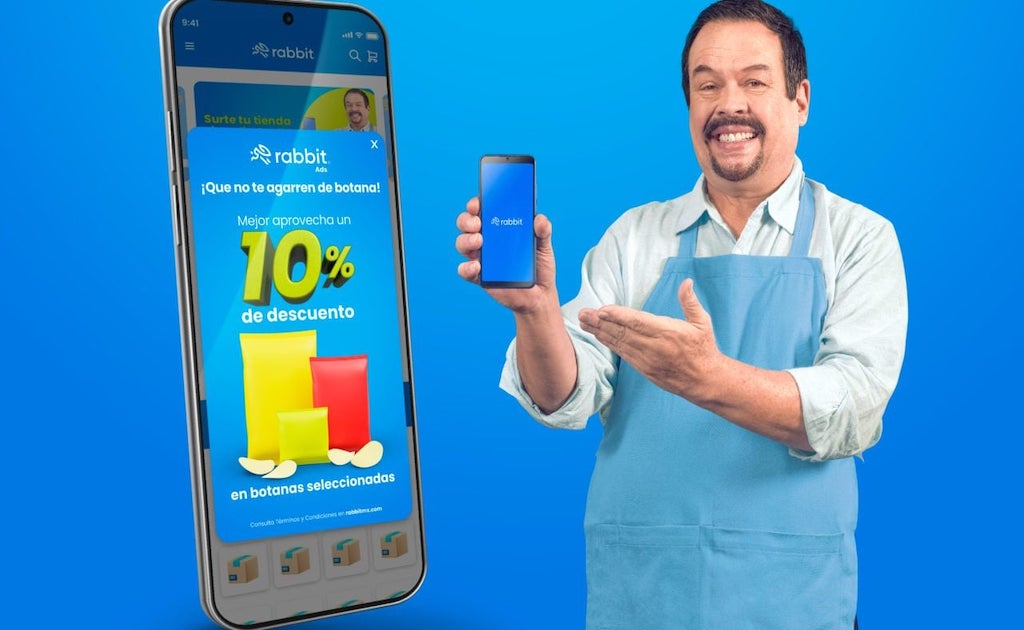 9:41
rabbit
Surte tu tienda
rabbit
Ads
X
¡Que no te agarren de botana!
Mejor aprovecha un
10%
de descuento
en botanas seleccionadas
Consulta Términos y Condiciones en rabbitmx.com
rabbit